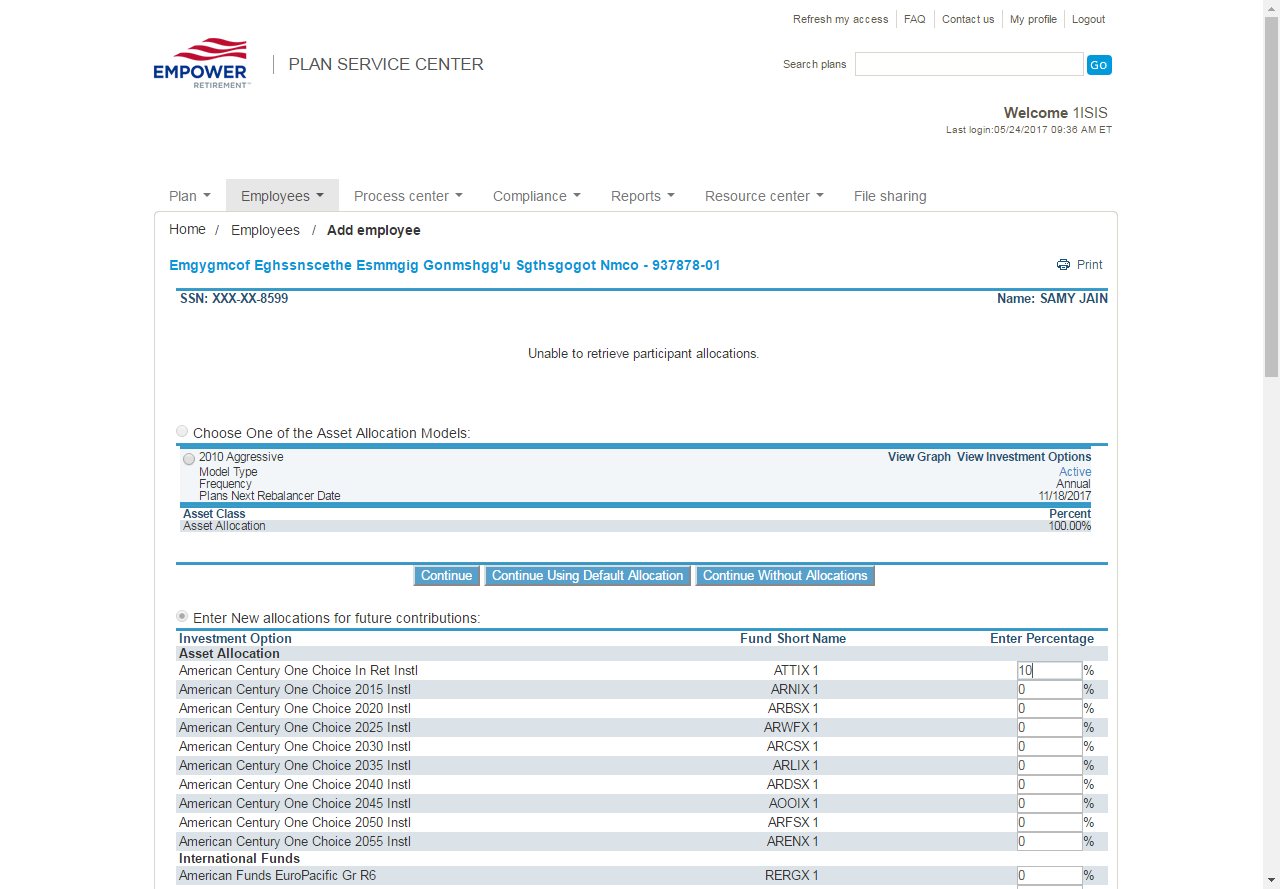 Refresh my access FAQ Contact us My profile Logout
EMPOWER
RETIREMENT™
PLAN SERVICE CENTER
Search plans Go
Welcome 1ISIS
Last login:05/24/2017 09:36 AM ET
Plan Employees Process center Compliance Reports Resource center File sharing
Home / Employees / Add employee
Emgygmcof Eghssnscethe Esmmgig Gonmshgg'u Sgthsgogot Nmco - 937878-01 Print
SSN: XXX-XX-8599 Name: SAMY JAIN
Unable to retrieve participant allocations.
Choose One of the Asset Allocation Models:
2010 Aggressive View Graph View Investment Options
Model Type Active
Frequency Annual
Plans Next Rebalancer Date 11/18/2017
Asset Class Percent
Asset Allocation 100.00%
Continue Continue Using Default Allocation Continue Without Allocations
Enter New allocations for future contributions:
Investment Option Fund Short Name Enter Percentage
Asset Allocation
American Century One Choice In Ret Instl ATTIX 1 10 %
American Century One Choice 2015 Instl ARNIX 1 0 %
American Century One Choice 2020 Instl ARBSX 1 0 %
American Century One Choice 2025 Instl ARWFX 1 0 %
American Century One Choice 2030 Instl ARCSX 1 0 %
American Century One Choice 2035 Instl ARLIX 1 0 %
American Century One Choice 2040 Instl ARDSX 1 0 %
American Century One Choice 2045 Instl AOOIX 1 0 %
American Century One Choice 2050 Instl ARFSX 1 0 %
American Century One Choice 2055 Instl ARENX 1 0 %
International Funds
American Funds EuroPacific Gr R6 RERGX 1 0 %